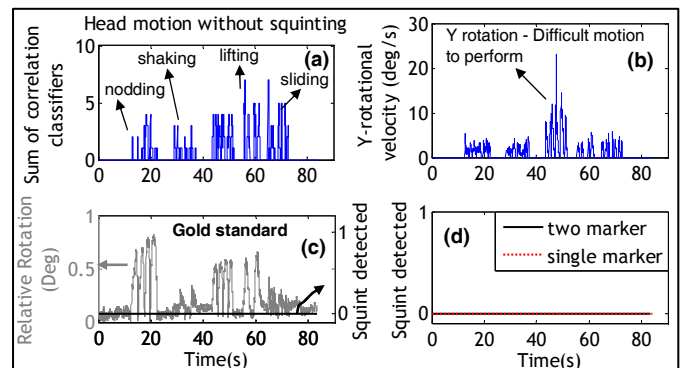 Head motion without squinting
Sum of correlation
classifiers
10
5
0
0 20 40 60 80
(a)
nodding
shaking
lifting
sliding
Y-rotational
velocity (deg/s)
30
20
10
0
0 20 40 60 80
Y rotation - Difficult motion
to perform
(b)
Relative Rotation
(Deg)
1
0.5
0
Gold standard
(c)
1
0
Squint detected
0 20 40 60 80
Time(s)
Squint detected
1
0.5
0
(d)
two marker
single marker
0 20 40 60 80
Time(s)